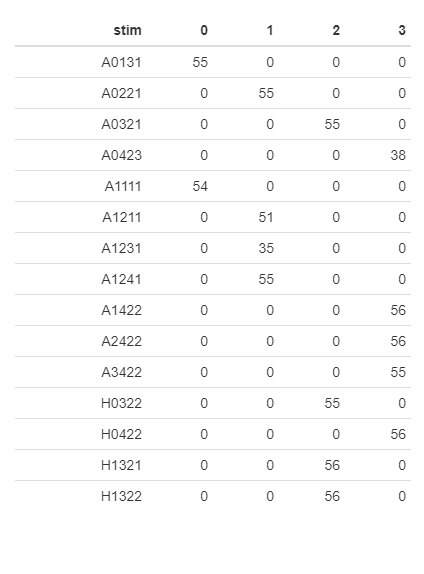 stim 0 1 2 3
A0131 55 0 0 0
A0221 0 55 0 0
A0321 0 0 55 0
A0423 0 0 0 38
A1111 54 0 0 0
A1211 0 51 0 0
A1231 0 35 0 0
A1241 0 55 0 0
A1422 0 0 0 56
A2422 0 0 0 56
A3422 0 0 0 55
H0322 0 0 55 0
H0422 0 0 0 56
H1321 0 0 56 0
H1322 0 0 56 0